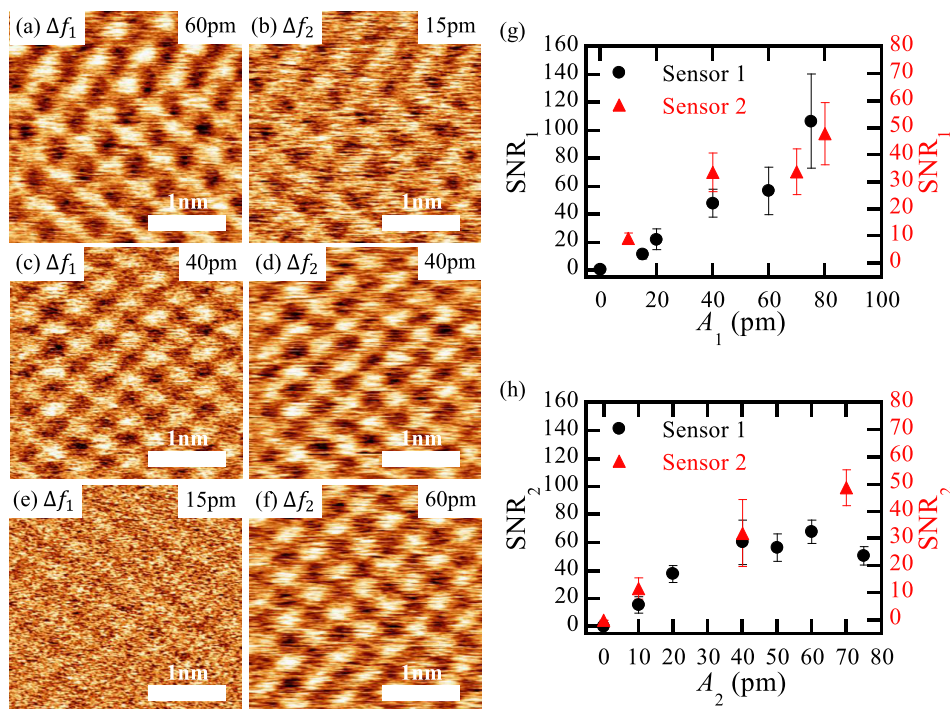 (a) Δf₁ 60pm
1nm
(b) Δf₂ 15pm
1nm
(c) Δf₁ 40pm
1nm
(d) Δf₂ 40pm
1nm
(e) Δf₁ 15pm
1nm
(f) Δf₂ 60pm
1nm
(g)
SNR₁
160
140
120
100
80
60
40
20
0
Sensor 1
Sensor 2
80
70
60
50
40
30
20
10
0
SNR₁
0 20 40 60 80 100
A₁ (pm)
(h)
SNR₂
160
140
120
100
80
60
40
20
0
Sensor 1
Sensor 2
80
70
60
50
40
30
20
10
0
SNR₂
0 10 20 30 40 50 60 70 80
A₂ (pm)